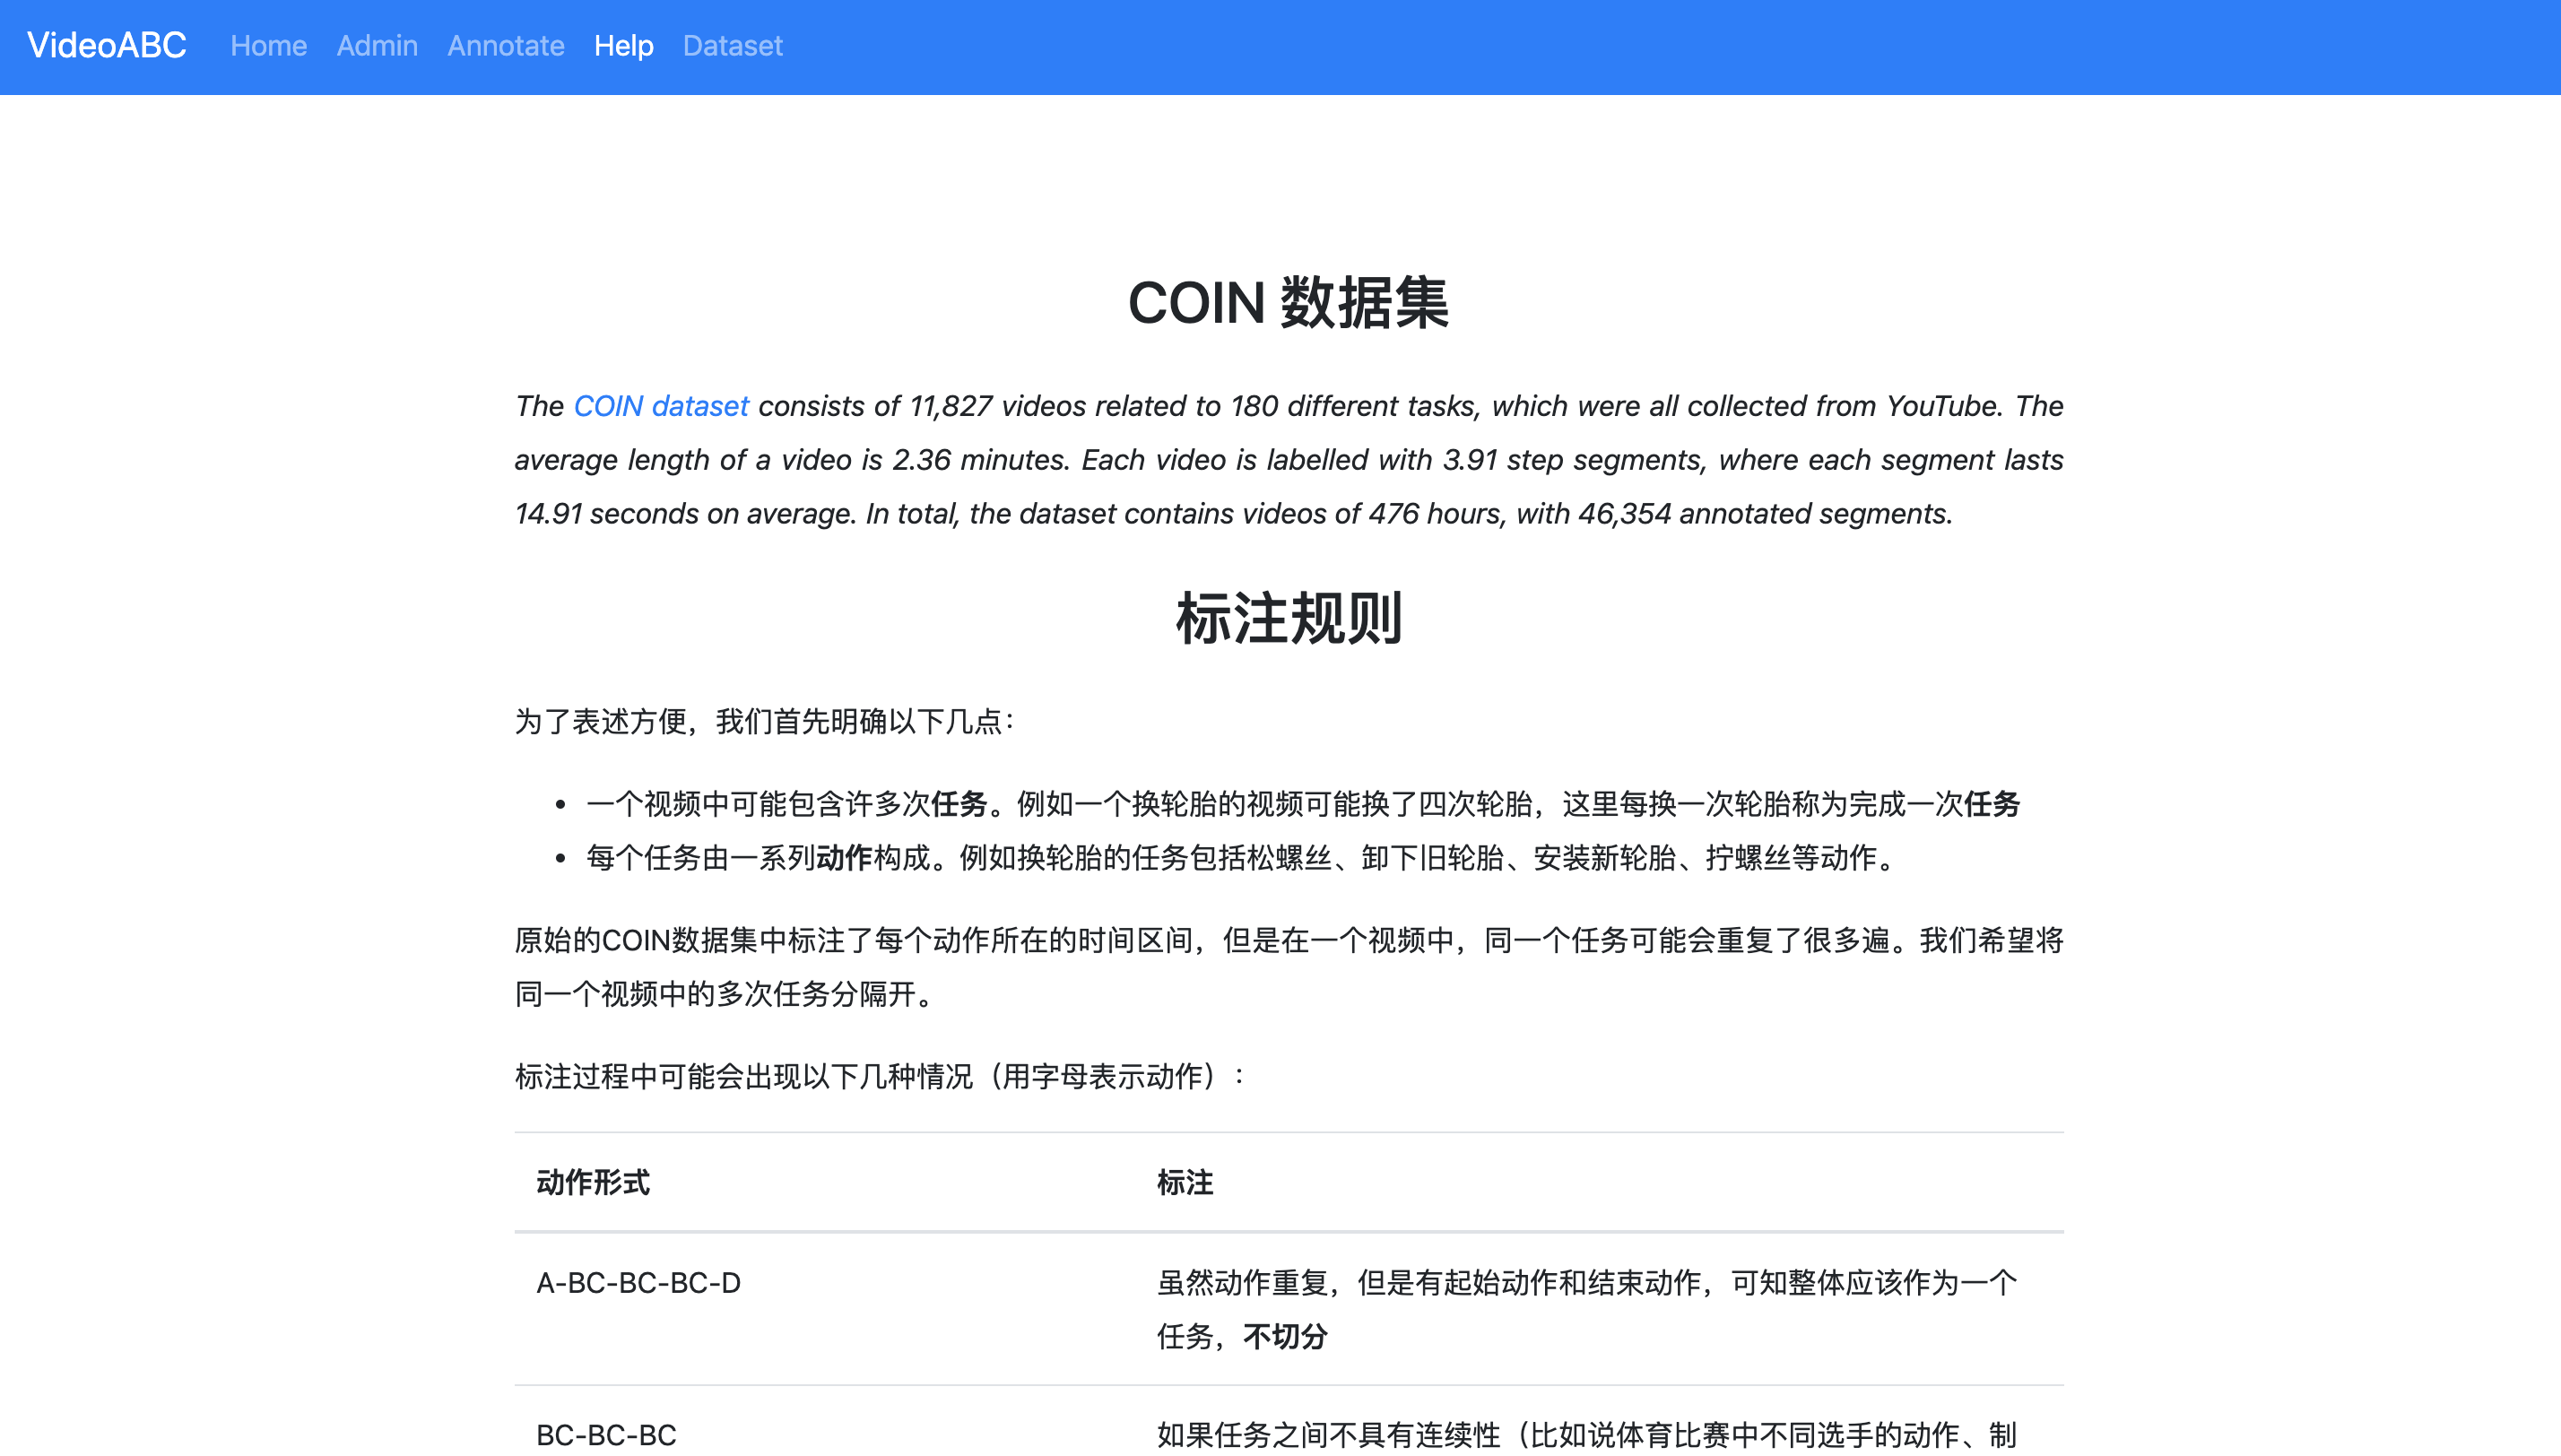 VideoABC Home Admin Annotate Help Dataset
COIN 数据集
The COIN dataset consists of 11,827 videos related to 180 different tasks, which were all collected from YouTube. The
average length of a video is 2.36 minutes. Each video is labelled with 3.91 step segments, where each segment lasts
14.91 seconds on average. In total, the dataset contains videos of 476 hours, with 46,354 annotated segments.
标注规则
为了表述方便，我们首先明确以下几点：
• 一个视频中可能包含许多次任务。例如一个换轮胎的视频可能换了四次轮胎，这里每换一次轮胎称为完成一次任务
• 每个任务由一系列动作构成。例如换轮胎的任务包括松螺丝、卸下旧轮胎、安装新轮胎、拧螺丝等动作。
原始的COIN数据集中标注了每个动作所在的时间区间，但是在一个视频中，同一个任务可能会重复了很多遍。我们希望将
同一个视频中的多次任务分隔开。
标注过程中可能会出现以下几种情况（用字母表示动作）：
动作形式 标注
A-BC-BC-BC-D 虽然动作重复，但是有起始动作和结束动作，可知整体应该作为一个
任务，不切分
BC-BC-BC 如果任务之间不具有连续性（比如说体育比赛中不同选手的动作、制